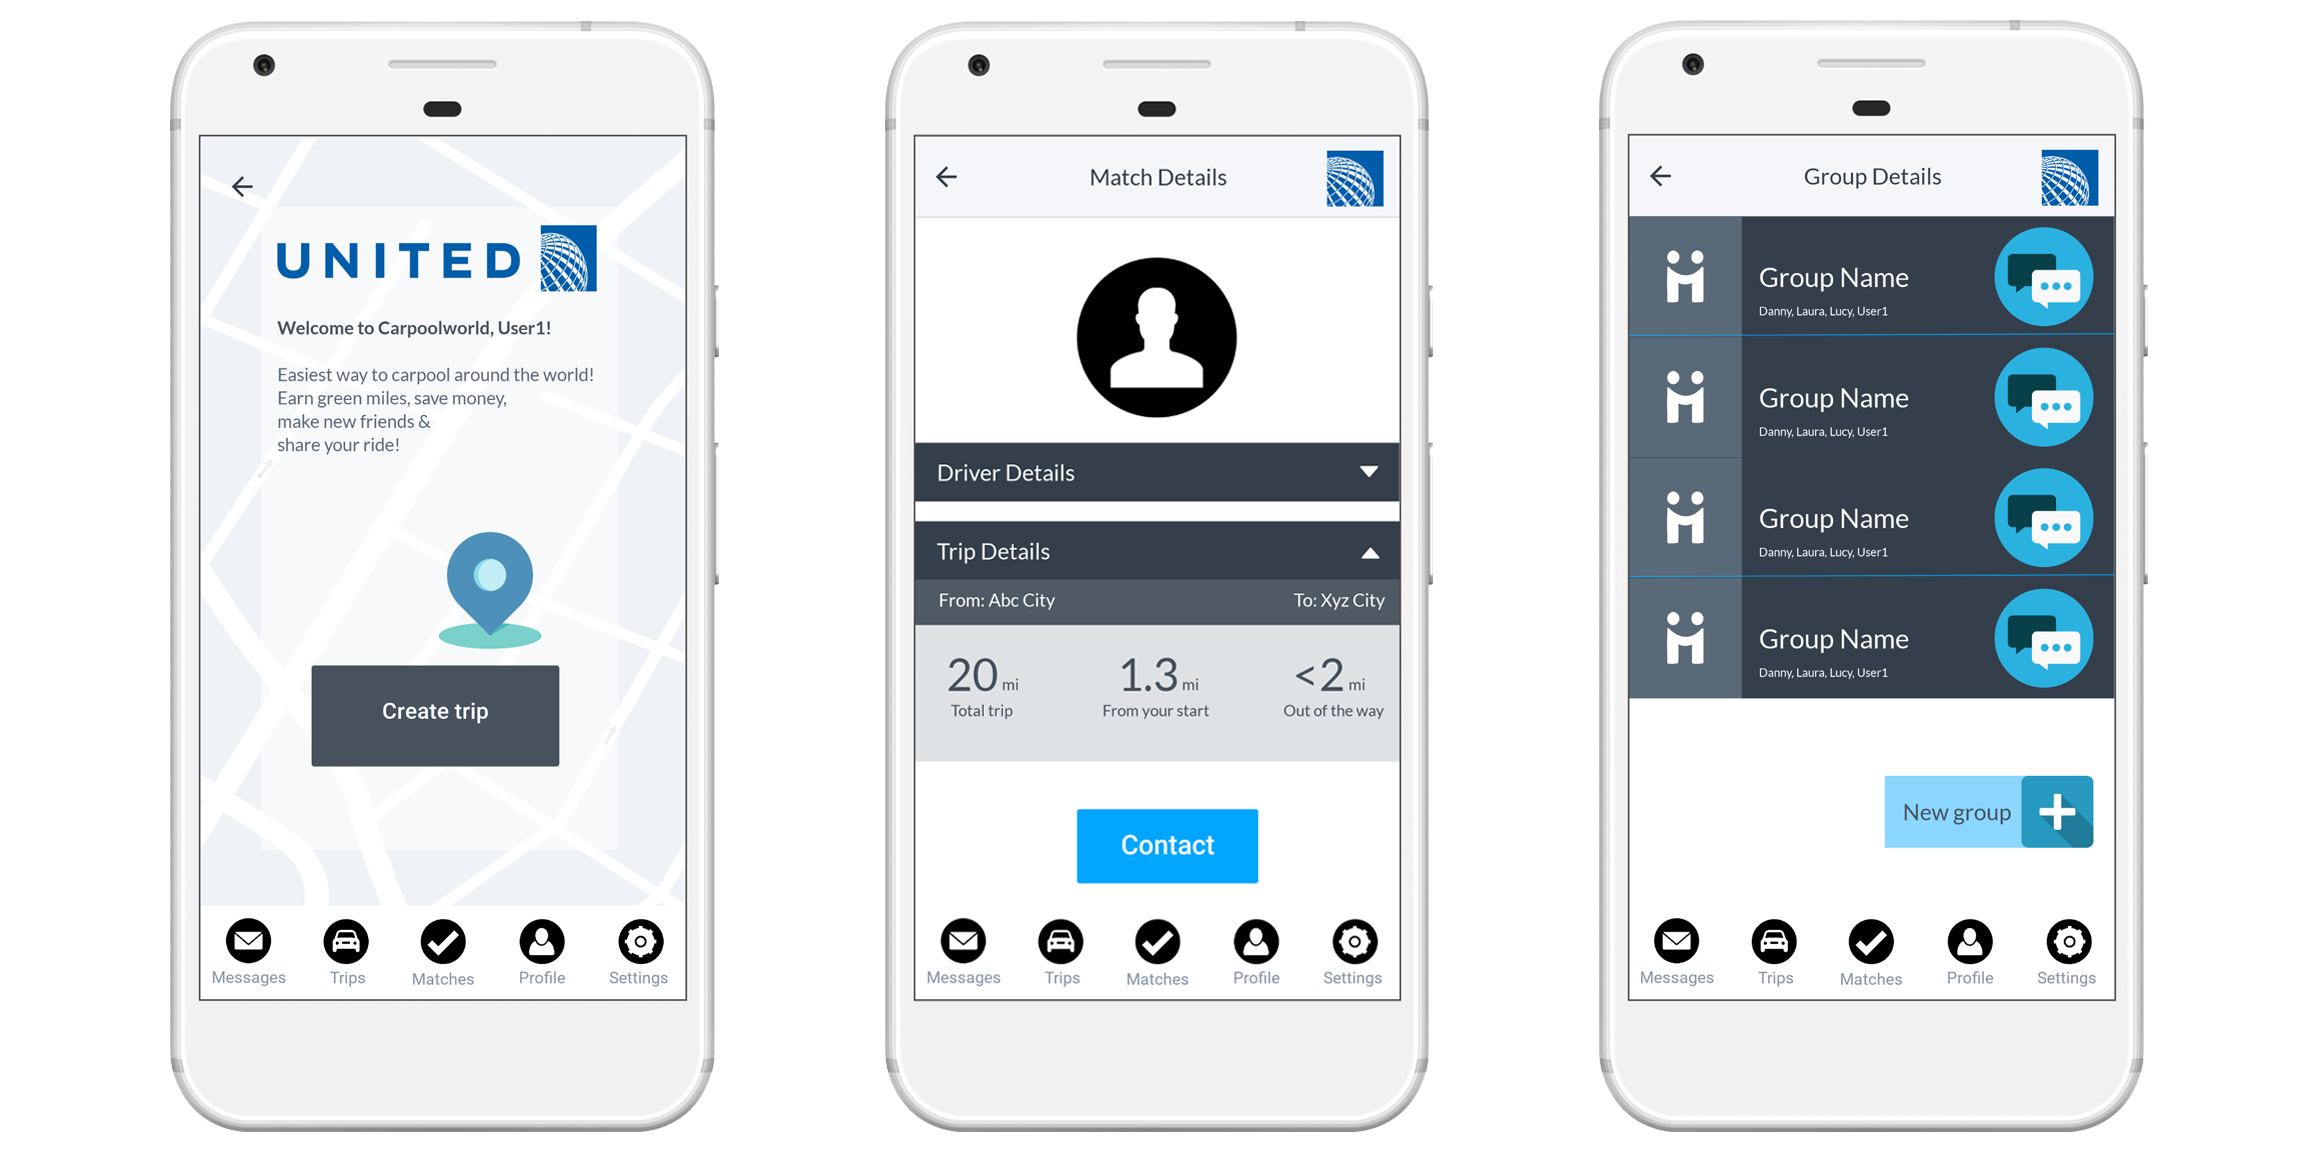 UNITED
Welcome to Carpoolworld, User1!
Easiest way to carpool around the world!
Earn green miles, save money,
make new friends &
share your ride!
Create trip
Messages
Trips
Matches
Profile
Settings
Match Details
Driver Details
Trip Details
From: Abc City
To: Xyz City
20 mi
Total trip
1.3 mi
From your start
<2 mi
Out of the way
Contact
Messages
Trips
Matches
Profile
Settings
Group Details
Group Name
Danny, Laura, Lucy, User1
Group Name
Danny, Laura, Lucy, User1
Group Name
Danny, Laura, Lucy, User1
Group Name
Danny, Laura, Lucy, User1
New group
Messages
Trips
Matches
Profile
Settings